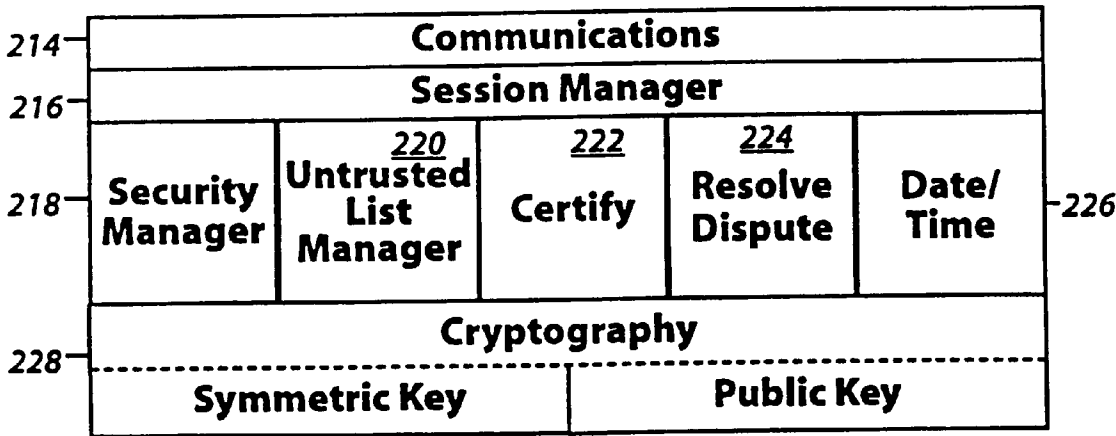 214
Communications
216
Session Manager
218
Security
Manager
220
Untrusted
List
Manager
222
Certify
224
Resolve
Dispute
Date/
Time
226
228
Cryptography
Symmetric Key
Public Key